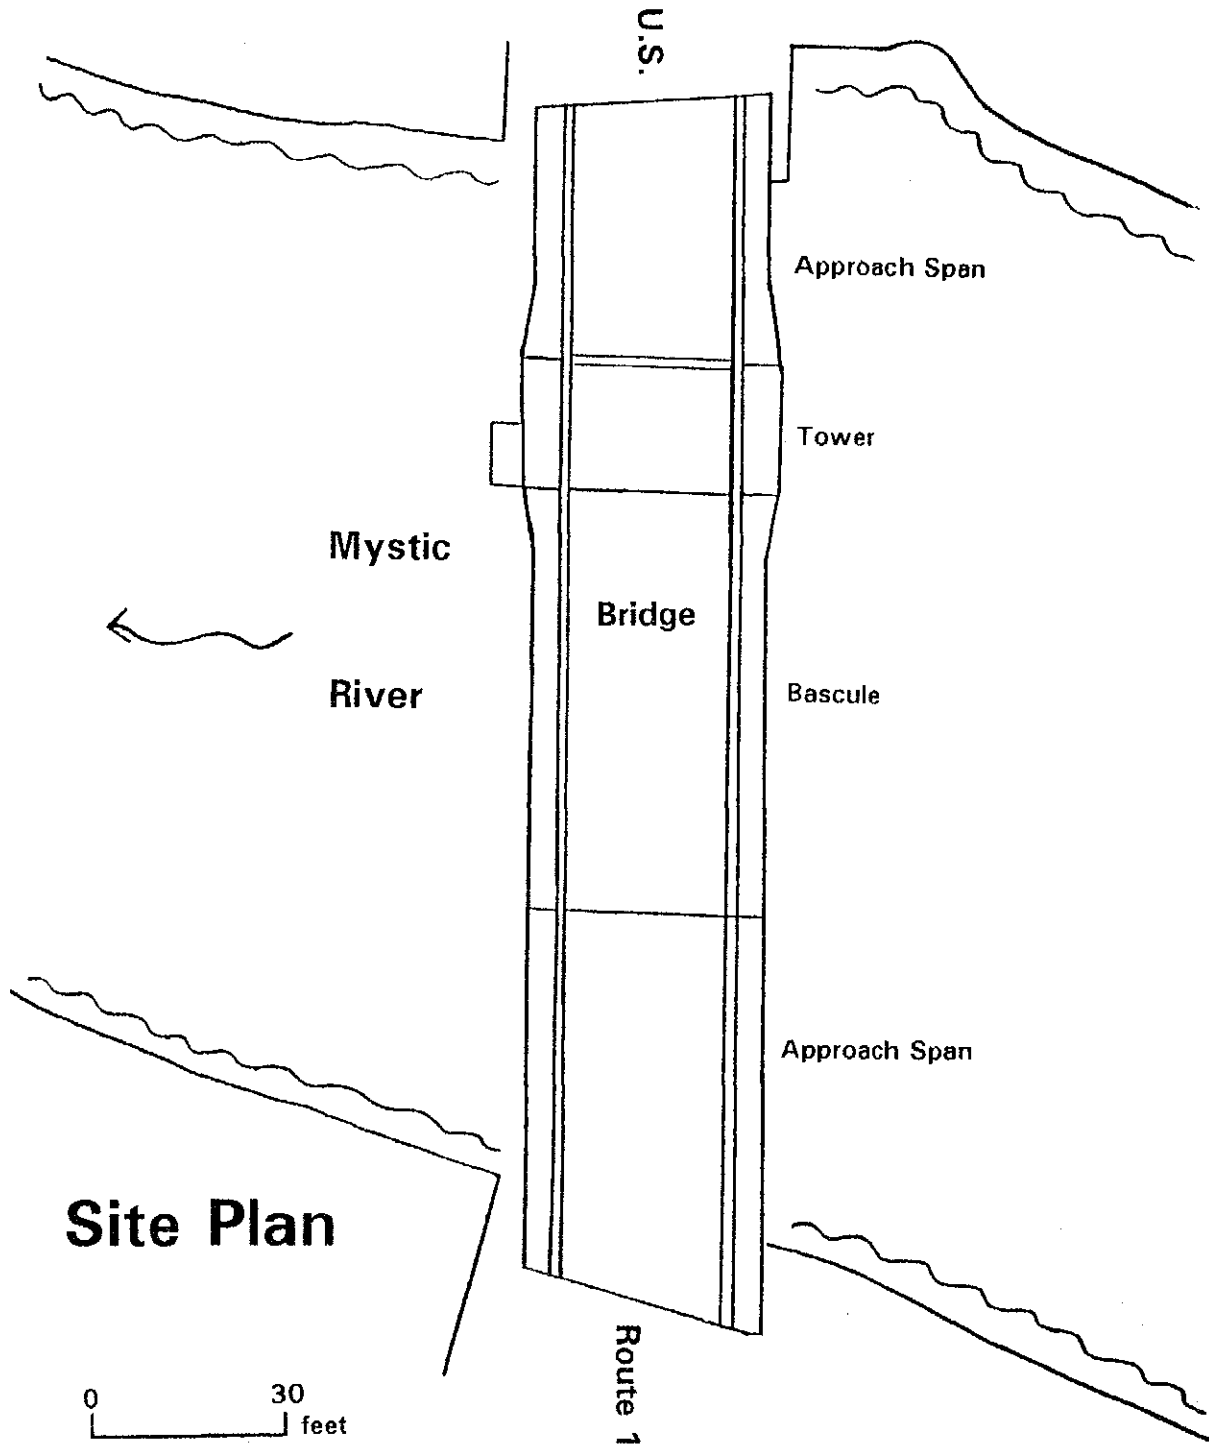 U.S.
Approach Span
Tower
Mystic
Bridge
River
Bascule
Approach Span
Site Plan
Route 1
0 30
feet